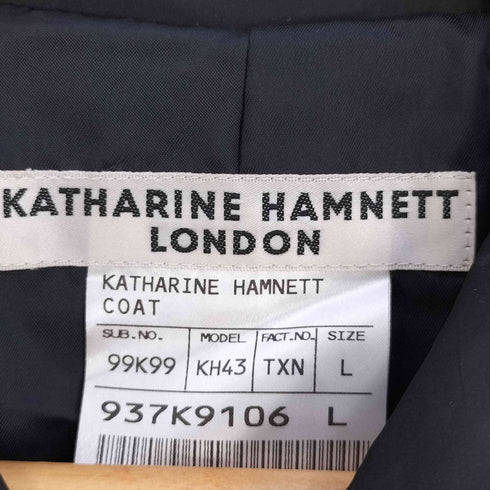 KATHARINE HAMNETT
LONDON
KATHARINE HAMNETT
COAT
SUB.NO. MODEL FACT.NO. SIZE
99K99 KH43 TXN L
937K9106 L